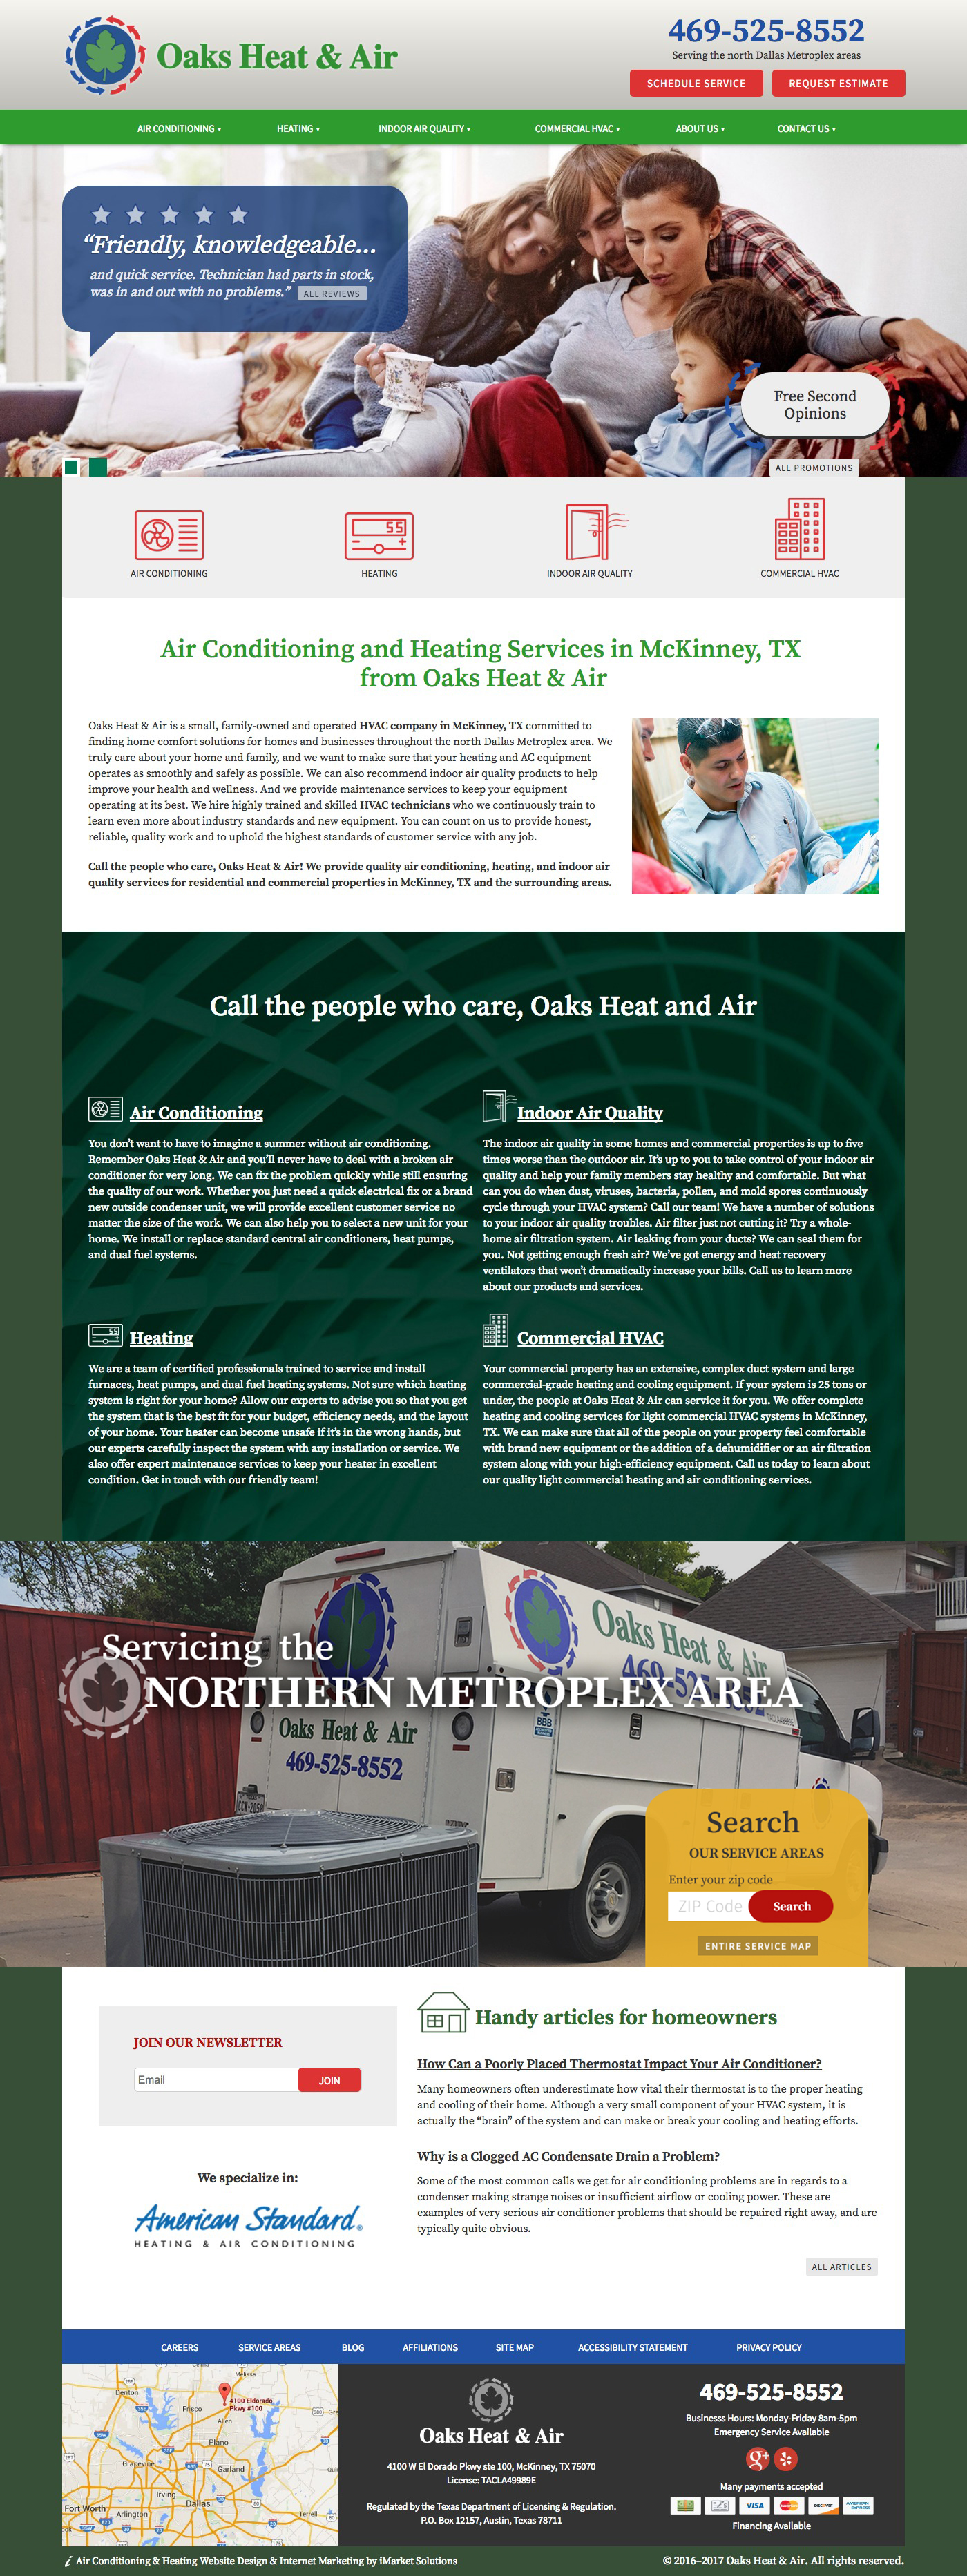 Oaks Heat & Air
469-525-8552
Serving the north Dallas Metroplex areas
SCHEDULE SERVICE
REQUEST ESTIMATE
AIR CONDITIONING
HEATING
INDOOR AIR QUALITY
COMMERCIAL HVAC
ABOUT US
CONTACT US
“Friendly, knowledgeable...
and quick service. Technician had parts in stock,
was in and out with no problems.” ALL REVIEWS
Free Second
Opinions
ALL PROMOTIONS
55
AIR CONDITIONING
HEATING
INDOOR AIR QUALITY
COMMERCIAL HVAC
Air Conditioning and Heating Services in McKinney, TX
from Oaks Heat & Air
Oaks Heat & Air is a small, family-owned and operated HVAC company in McKinney, TX committed to
finding home comfort solutions for homes and businesses throughout the north Dallas Metroplex area. We
truly care about your home and family, and we want to make sure that your heating and AC equipment
operates as smoothly and safely as possible. We can also recommend indoor air quality products to help
improve your health and wellness. And we provide maintenance services to keep your equipment
operating at its best. We hire highly trained and skilled HVAC technicians who we continuously train to
learn even more about industry standards and new equipment. You can count on us to provide honest,
reliable, quality work and to uphold the highest standards of customer service with any job.
Call the people who care, Oaks Heat & Air! We provide quality air conditioning, heating, and indoor air
quality services for residential and commercial properties in McKinney, TX and the surrounding areas.
Call the people who care, Oaks Heat and Air
Air Conditioning
You don’t want to have to imagine a summer without air conditioning.
Remember Oaks Heat & Air and you’ll never have to deal with a broken air
conditioner for very long. We can fix the problem quickly while still ensuring
the quality of our work. Whether you just need a quick electrical fix or a brand
new outside condenser unit, we will provide excellent customer service no
matter the size of the work. We can also help you to select a new unit for your
home. We install or replace standard central air conditioners, heat pumps,
and dual fuel systems.
Indoor Air Quality
The indoor air quality in some homes and commercial properties is up to five
times worse than the outdoor air. It’s up to you to take control of your indoor air
quality and help your family members stay healthy and comfortable. But what
can you do when dust, viruses, bacteria, pollen, and mold spores continuously
cycle through your HVAC system? Call our team! We have a number of solutions
to your indoor air quality troubles. Air filter just not cutting it? Try a whole-
home air filtration system. Air leaking from your ducts? We can seal them for
you. Not getting enough fresh air? We’ve got energy and heat recovery
ventilators that won’t dramatically increase your bills. Call us to learn more
about our products and services.
55
Heating
We are a team of certified professionals trained to service and install
furnaces, heat pumps, and dual fuel heating systems. Not sure which heating
system is right for your home? Allow our experts to advise you so that you get
the system that is the best fit for your budget, efficiency needs, and the layout
of your home. Your heater can become unsafe if it’s in the wrong hands, but
our experts carefully inspect the system with any installation or service. We
also offer expert maintenance services to keep your heater in excellent
condition. Get in touch with our friendly team!
Commercial HVAC
Your commercial property has an extensive, complex duct system and large
commercial-grade heating and cooling equipment. If your system is 25 tons or
under, the people at Oaks Heat & Air can service it for you. We offer complete
heating and cooling services for light commercial HVAC systems in McKinney,
TX. We can make sure that all of the people on your property feel comfortable
with brand new equipment or the addition of a dehumidifier or an air filtration
system along with your high-efficiency equipment. Call us today to learn about
our quality light commercial heating and air conditioning services.
Servicing the
NORTHERN METROPLEX AREA
Oaks Heat & Air
469-525
Oaks Heat & Air
469-525-8552
BBB
Search
OUR SERVICE AREAS
Enter your zip code
ZIP Code
Search
ENTIRE SERVICE MAP
JOIN OUR NEWSLETTER
Email
JOIN
We specialize in:
American Standard®
HEATING & AIR CONDITIONING
Handy articles for homeowners
How Can a Poorly Placed Thermostat Impact Your Air Conditioner?
Many homeowners often underestimate how vital their thermostat is to the proper heating
and cooling of their home. Although a very small component of your HVAC system, it is
actually the “brain” of the system and can make or break your cooling and heating efforts.
Why is a Clogged AC Condensate Drain a Problem?
Some of the most common calls we get for air conditioning problems are in regards to a
condenser making strange noises or insufficient airflow or cooling power. These are
examples of very serious air conditioner problems that should be repaired right away, and are
typically quite obvious.
ALL ARTICLES
CAREERS
SERVICE AREAS
BLOG
AFFILIATIONS
SITE MAP
ACCESSIBILITY STATEMENT
PRIVACY POLICY
Melissa
Denton
4100 Eldorado
Pkwy #100
Frisco
Allen
Plano
Grapevine
Garland
Irving
Dallas
Fort Worth
Arlington
Terrell
Oaks Heat & Air
4100 W El Dorado Pkwy ste 100, McKinney, TX 75070
License: TACLA49989E
Regulated by the Texas Department of Licensing & Regulation.
P.O. Box 12157, Austin, Texas 78711
469-525-8552
Businesss Hours: Monday-Friday 8am-5pm
Emergency Service Available
g+
Many payments accepted
VISA
MasterCard
DISCOVER
AMERICAN EXPRESS
Financing Available
Air Conditioning & Heating Website Design & Internet Marketing by iMarket Solutions
© 2016–2017 Oaks Heat & Air. All rights reserved.